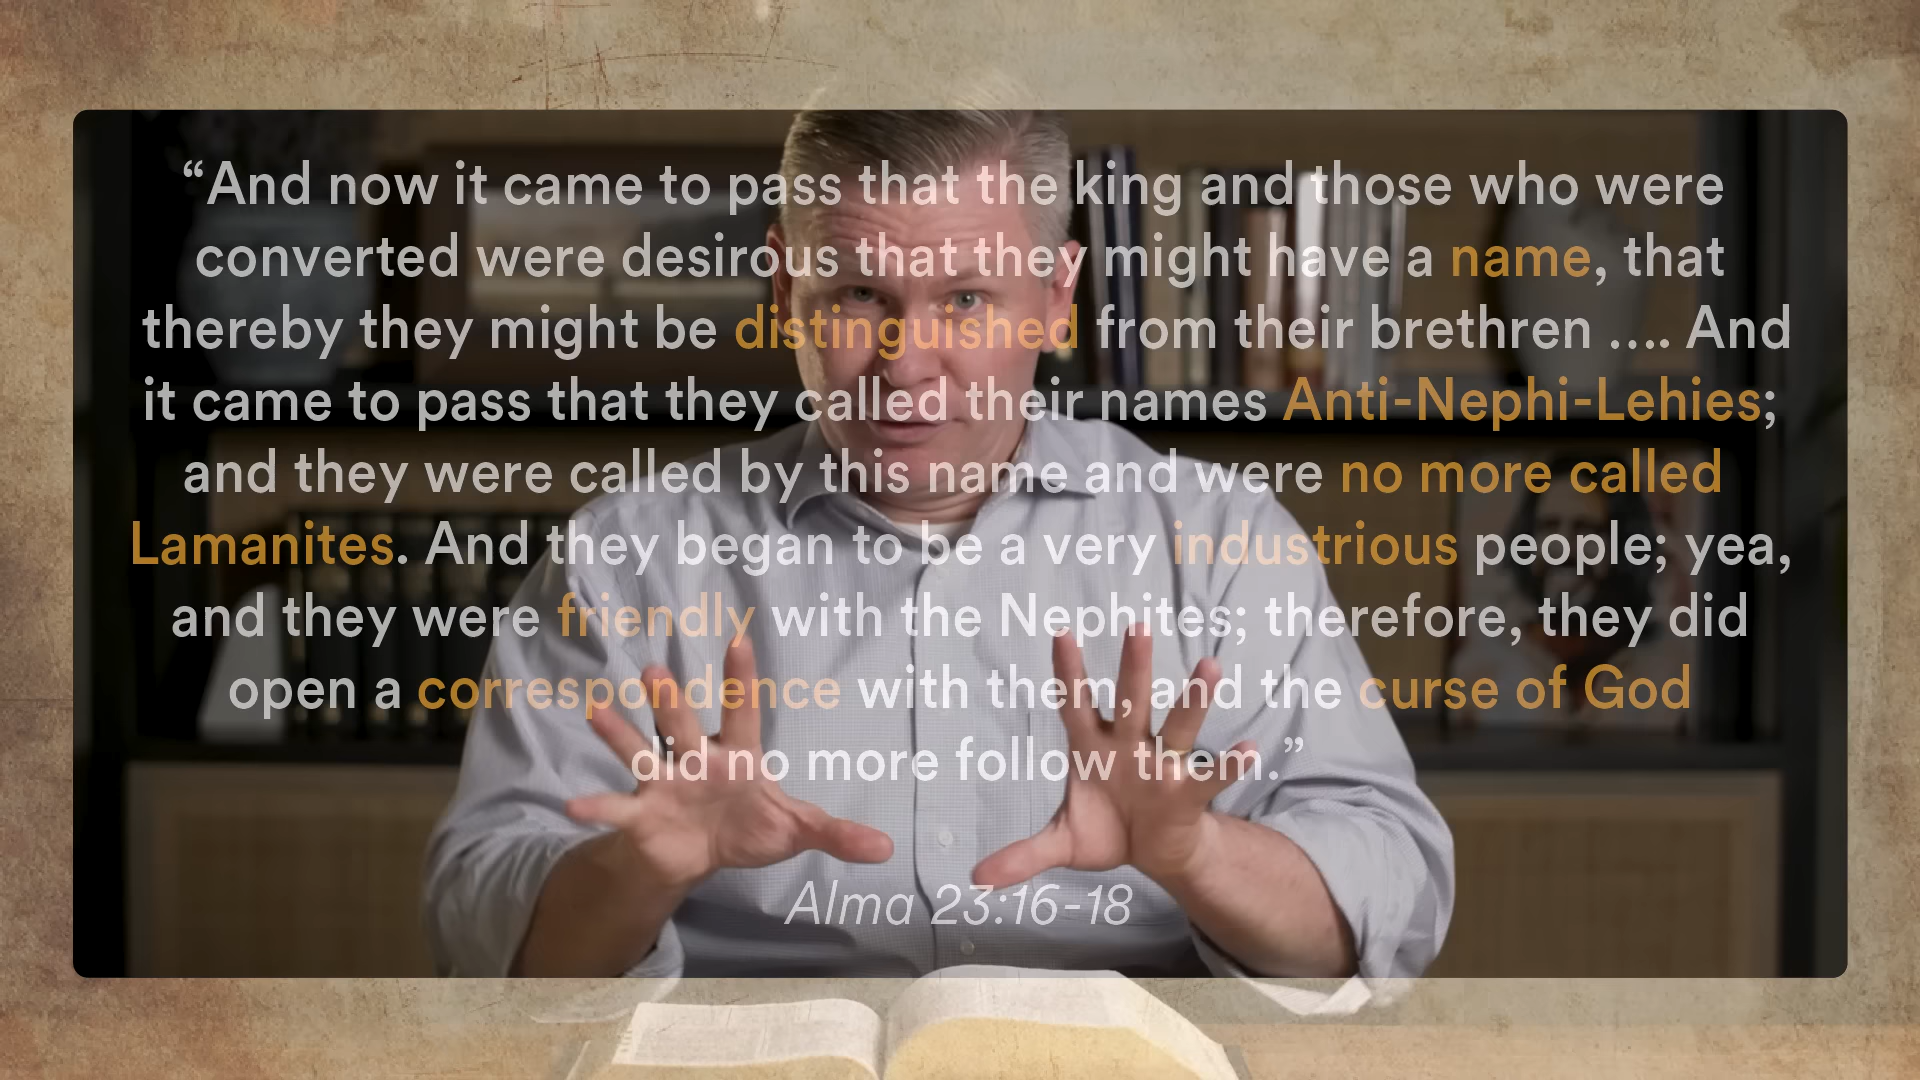 “And now it came to pass that the king and those who were
converted were desirous that they might have a name, that
thereby they might be distinguished from their brethren .... And
it came to pass that they called their names Anti-Nephi-Lehies;
and they were called by this name and were no more called
Lamanites. And they began to be a very industrious people; yea,
and they were friendly with the Nephites; therefore, they did
open a correspondence with them, and the curse of God
did no more follow them.”
Alma 23:16-18